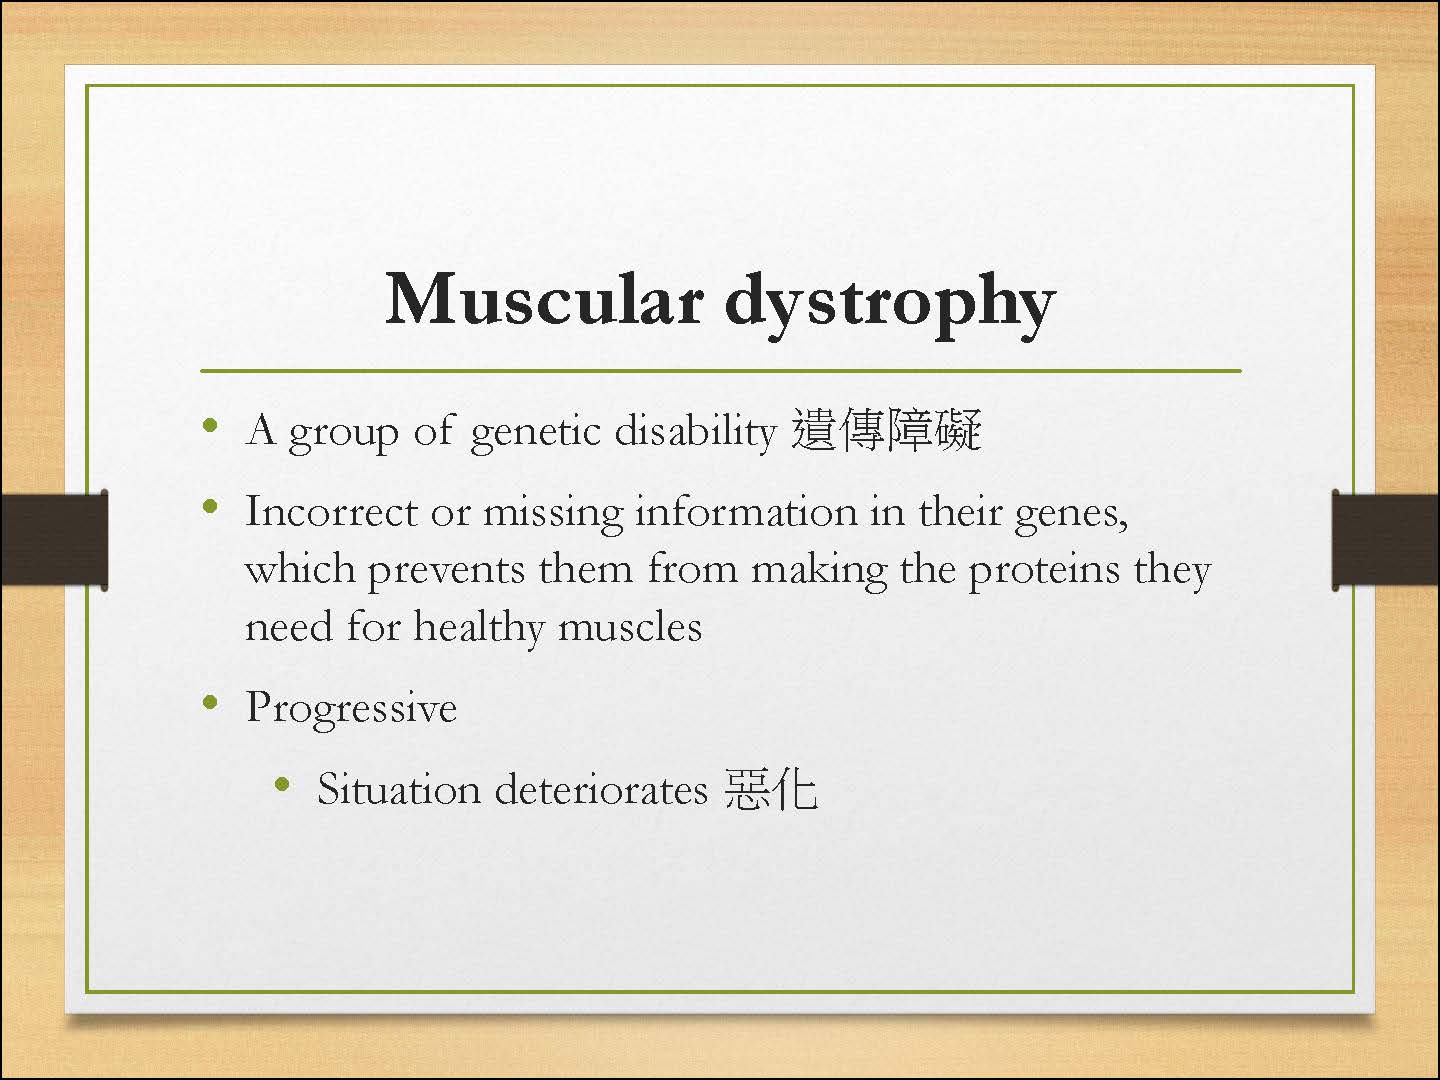 Muscular dystrophy
• A group of genetic disability 遺傳障礙
• Incorrect or missing information in their genes,
which prevents them from making the proteins they
need for healthy muscles
• Progressive
• Situation deteriorates 惡化